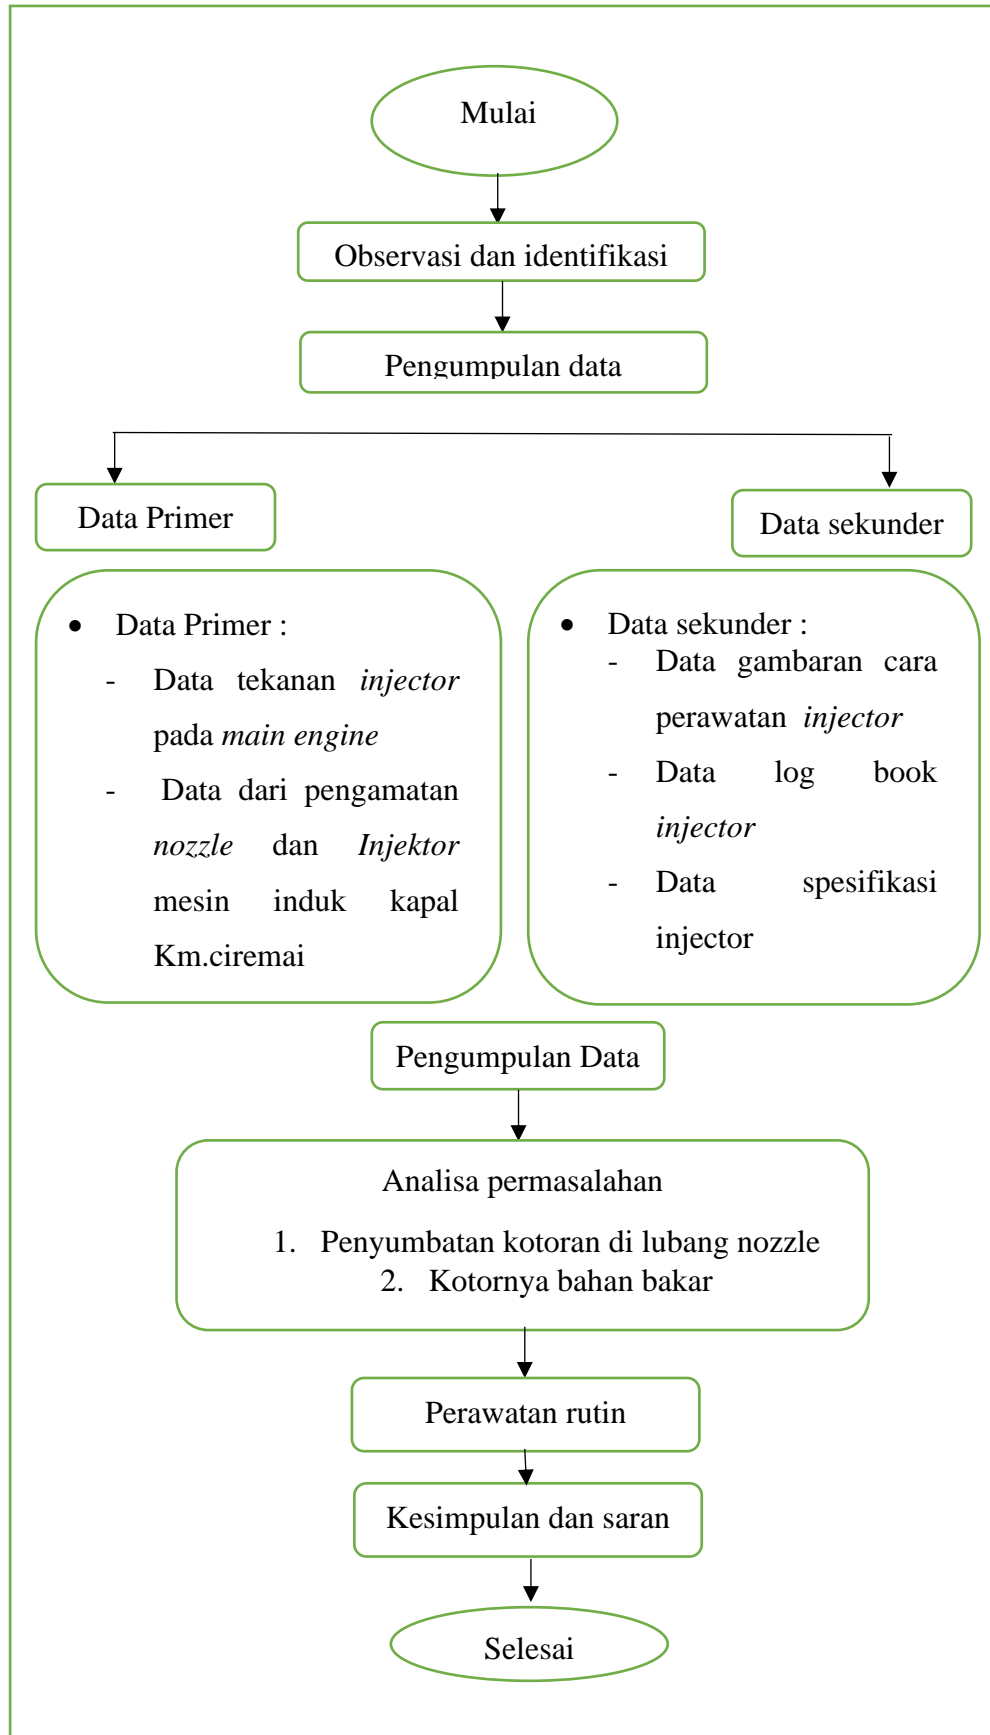 Mulai
Observasi dan identifikasi
Pengumpulan data
Data Primer
Data sekunder
• Data Primer :
- Data tekanan injector
pada main engine
- Data dari pengamatan
nozzle dan Injektor
mesin induk kapal
Km.ciremai
• Data sekunder :
- Data gambaran cara
perawatan injector
- Data log book
injector
- Data spesifikasi
injector
Pengumpulan Data
Analisa permasalahan
1. Penyumbatan kotoran di lubang nozzle
2. Kotornya bahan bakar
Perawatan rutin
Kesimpulan dan saran
Selesai